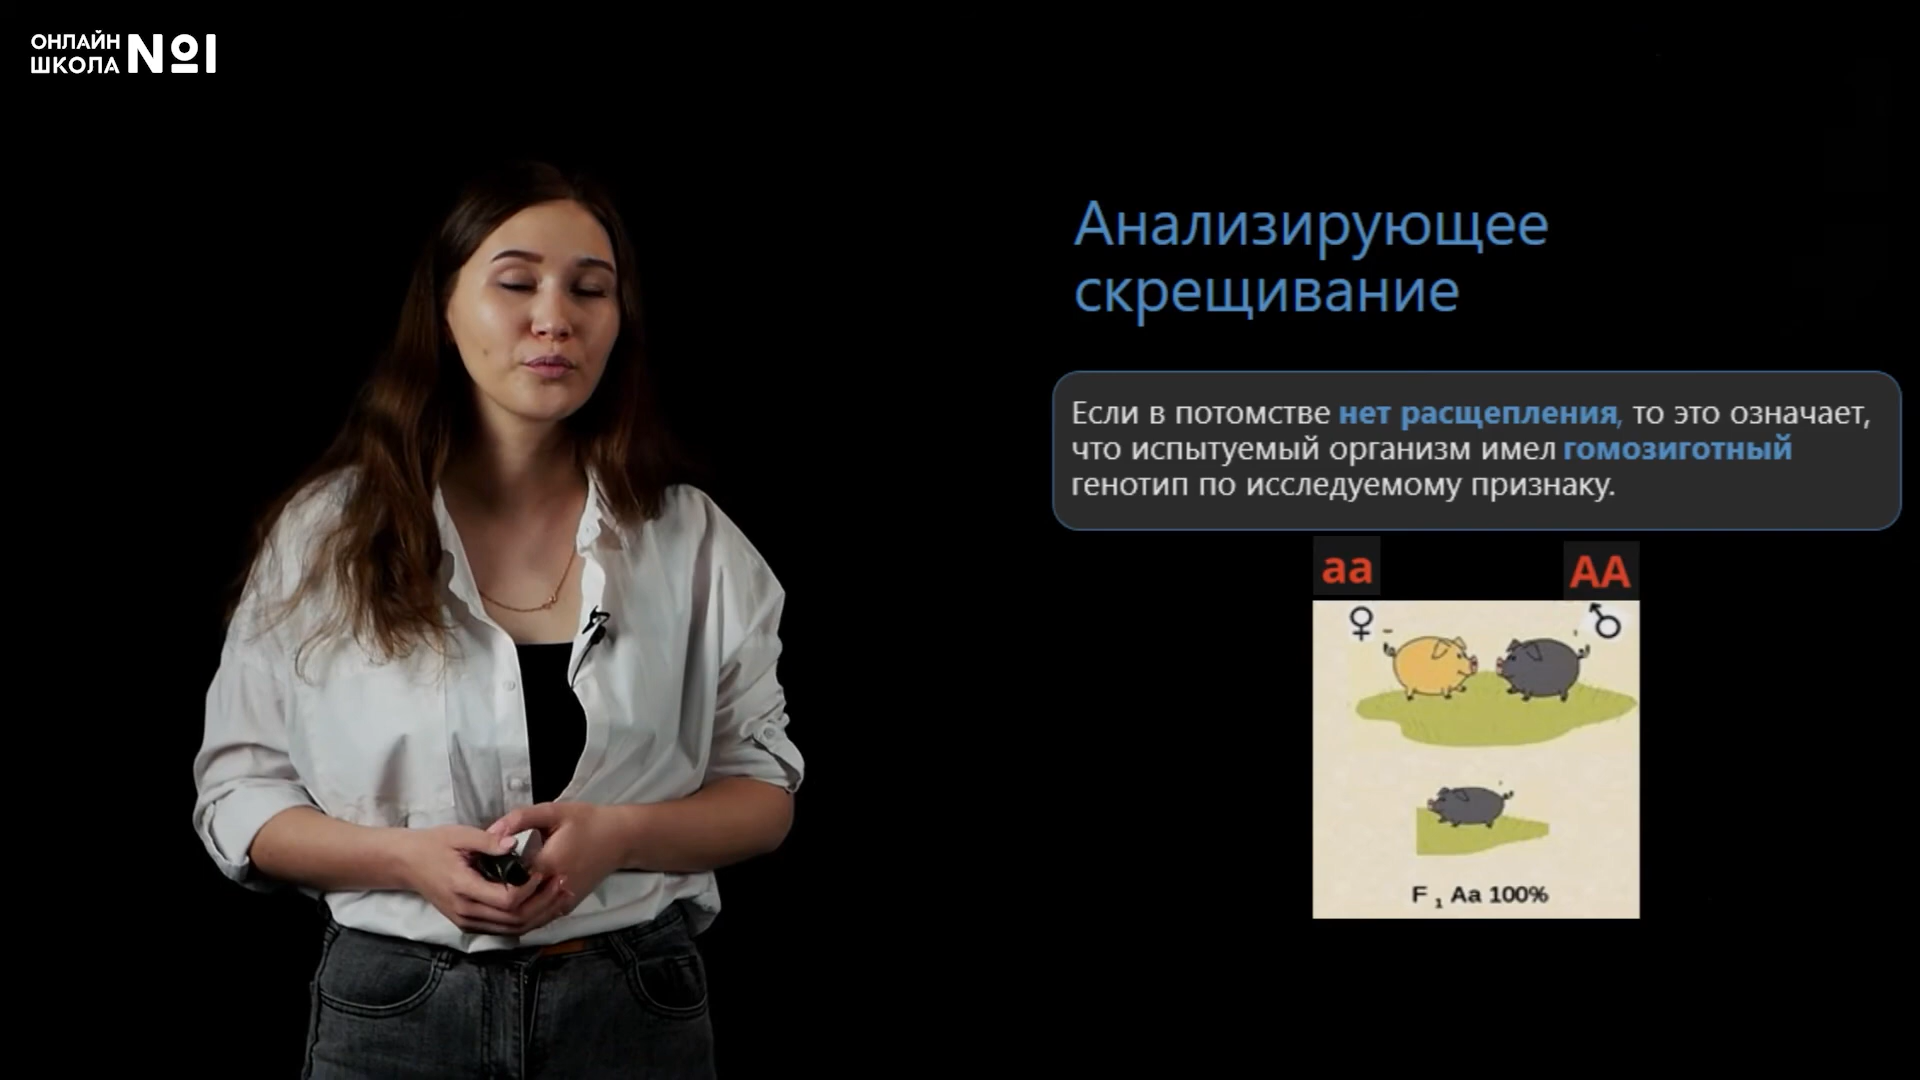 ОНЛАЙН
ШКОЛА №1
Анализирующее
скрещивание
Если в потомстве нет расщепления, то это означает,
что испытуемый организм имел гомозиготный
генотип по исследуемому признаку.
аа
АА
♀
♂
F 1 Aa 100%